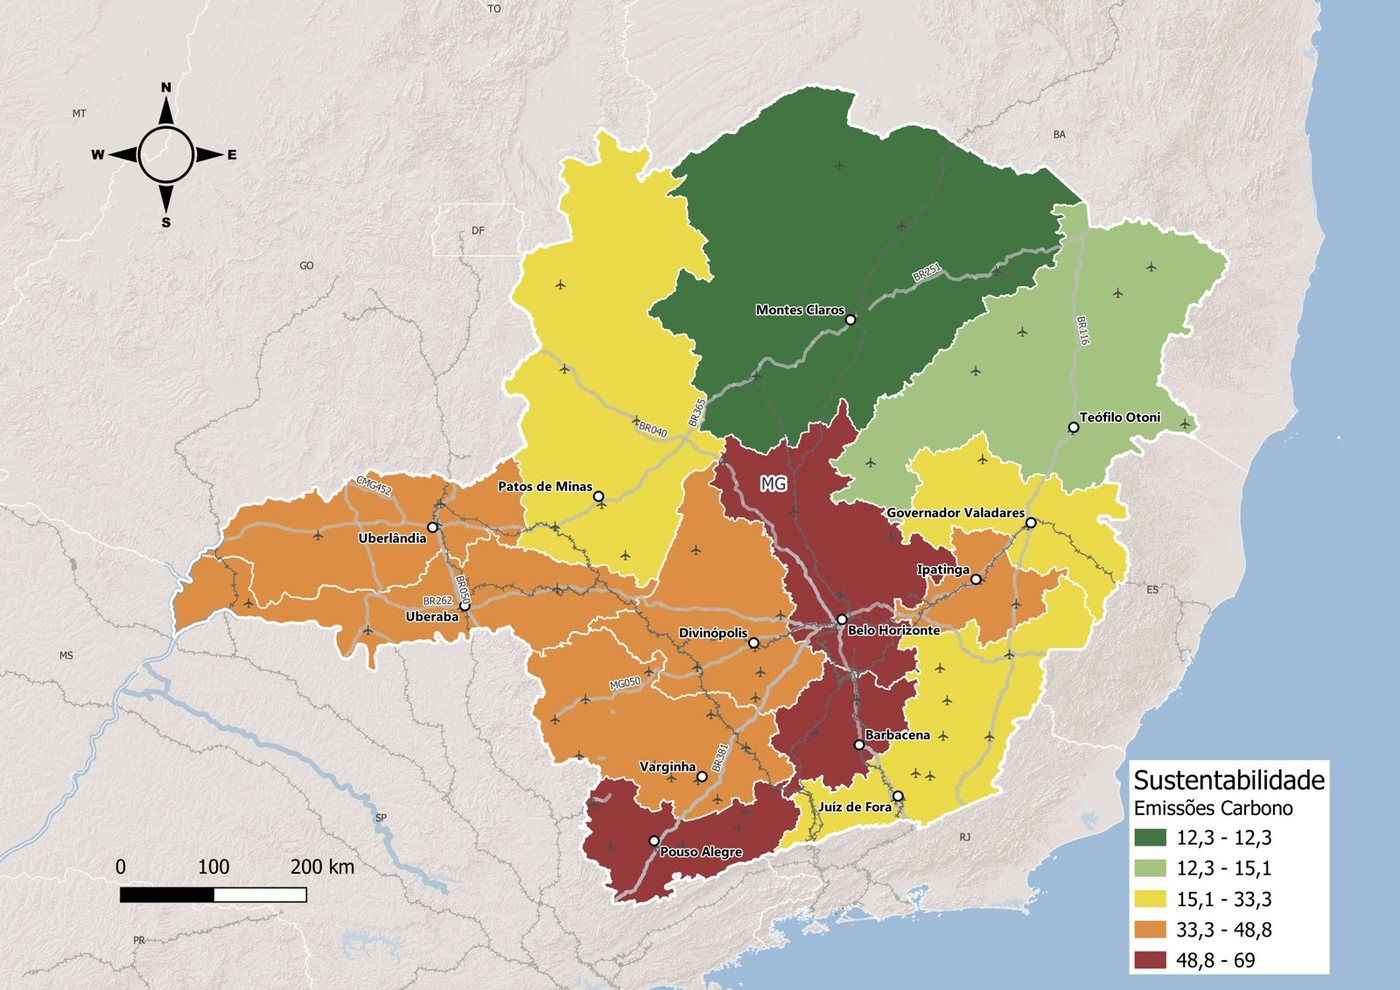 TO
MT
N
W
E
S
BA
DF
GO
BR251
Montes Claros
BR116
BR365
BR040
Teófilo Otoni
MG
CMG452
Patos de Minas
Governador Valadares
Uberlândia
Ipatinga
BR050
BR262
Uberaba
ES
Divinópolis
Belo Horizonte
MS
MG050
Barbacena
BR381
Varginha
Juíz de Fora
SP
RJ
Pouso Alegre
PR
0 100 200 km
Sustentabilidade
Emissões Carbono
12,3 - 12,3
12,3 - 15,1
15,1 - 33,3
33,3 - 48,8
48,8 - 69